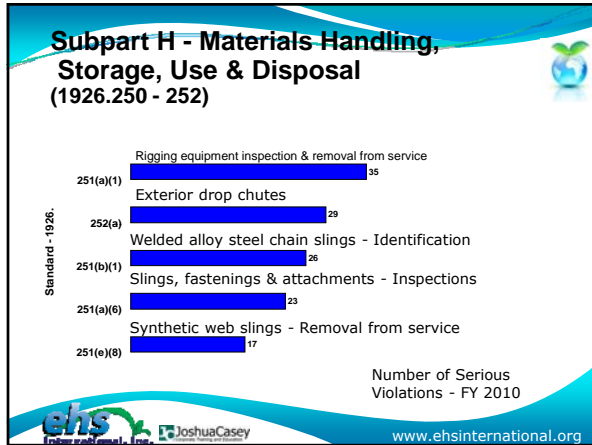 Subpart H - Materials Handling,
Storage, Use & Disposal
(1926.250 - 252)
Standard - 1926.
Rigging equipment inspection & removal from service
251(a)(1)
35
Exterior drop chutes
252(a)
29
Welded alloy steel chain slings - Identification
251(b)(1)
26
Slings, fastenings & attachments - Inspections
251(a)(6)
23
Synthetic web slings - Removal from service
251(e)(8)
17
Number of Serious
Violations - FY 2010
ehs
International, Inc.
JoshuaCasey
www.ehsinternational.org